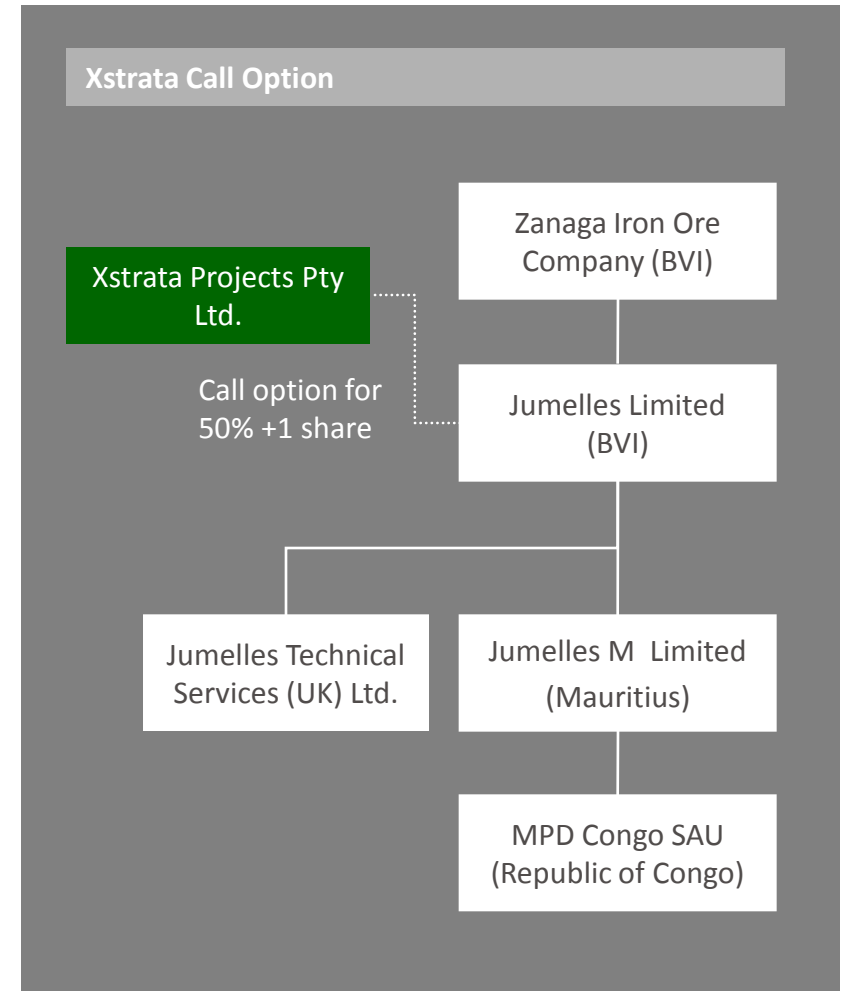 Xstrata Call Option
Zanaga Iron Ore
Company (BVI)
Xstrata Projects Pty
Ltd.
Call option for
50% +1 share
Jumelles Limited
(BVI)
Jumelles Technical
Services (UK) Ltd.
Jumelles M Limited
(Mauritius)
MPD Congo SAU
(Republic of Congo)